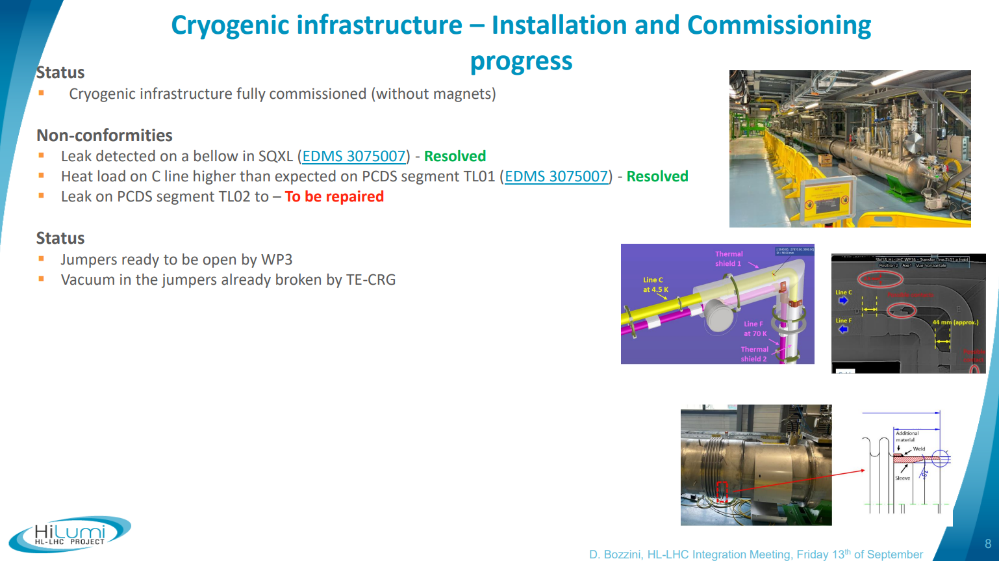 Cryogenic infrastructure – Installation and Commissioning
progress
Status
Cryogenic infrastructure fully commissioned (without magnets)
Non-conformities
Leak detected on a bellow in SQXL (EDMS 3075007) - Resolved
Heat load on C line higher than expected on PCDS segment TL01 (EDMS 3075007) - Resolved
Leak on PCDS segment TL02 to – To be repaired
Status
Jumpers ready to be open by WP3
Vacuum in the jumpers already broken by TE-CRG
Thermal
shield 1
Line C
at 4.5 K
Line F
at 70 K
Thermal
shield 2
SM18_HL-LHC WP16 - Transfer Line-TL01 a froid
Position 2 Axe1 Vue horizontale
Line C
Line F
44 mm (approx.)
Additional
material
Weld
Sleeve
15°
HiLumi
HL-LHC PROJECT
D. Bozzini, HL-LHC Integration Meeting, Friday 13th of September
8